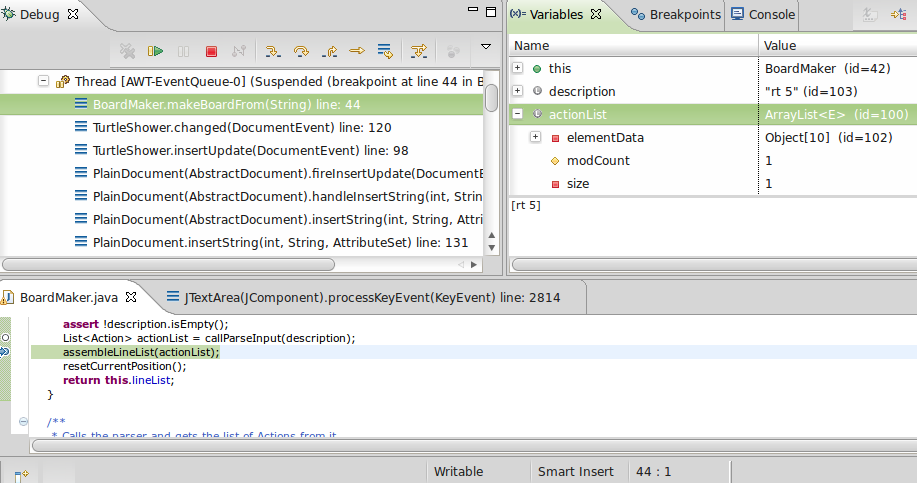 Debug
Thread [AWT-EventQueue-0] (Suspended (breakpoint at line 44 in B
BoardMaker.makeBoardFrom(String) line: 44
TurtleShower.changed(DocumentEvent) line: 120
TurtleShower.insertUpdate(DocumentEvent) line: 98
PlainDocument(AbstractDocument).fireInsertUpdate(DocumentE
PlainDocument(AbstractDocument).handleInsertString(int, Strin
PlainDocument(AbstractDocument).insertString(int, String, Attri
PlainDocument.insertString(int, String, AttributeSet) line: 131
(x)= Variables Breakpoints Console
Name Value
this BoardMaker (id=42)
description "rt 5" (id=103)
actionList ArrayList<E> (id=100)
elementData Object[10] (id=102)
modCount 1
size 1
[rt 5]
BoardMaker.java JTextArea(JComponent).processKeyEvent(KeyEvent) line: 2814
assert !description.isEmpty();
List<Action> actionList = callParseInput(description);
assembleLineList(actionList);
resetCurrentPosition();
return this.lineList;
}
/**
* Calls the parser and gets the list of Actions from it
Writable Smart Insert 44 : 1